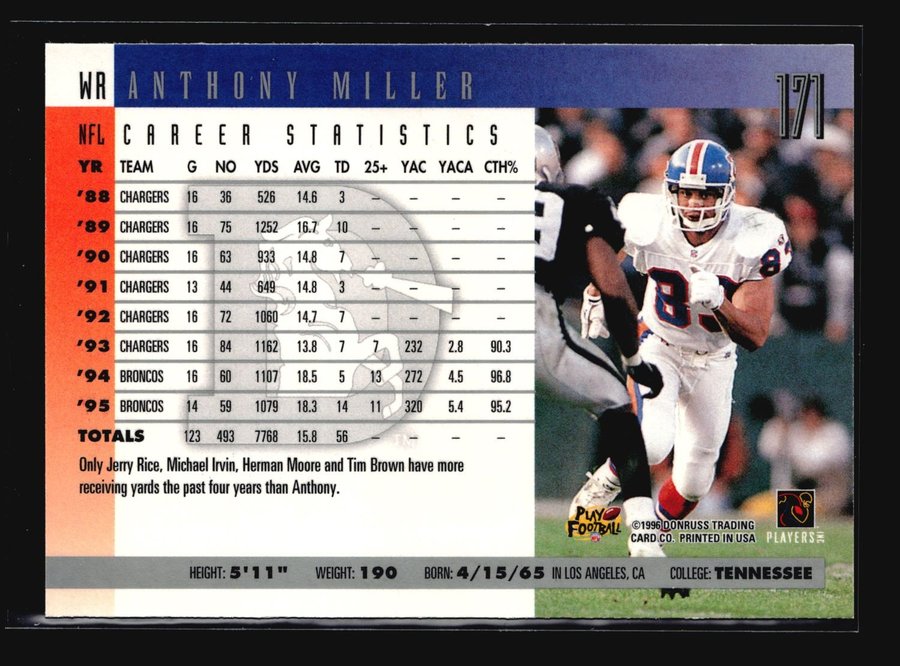 WR ANTHONY MILLER 171
NFL CAREER STATISTICS
YR TEAM G NO YDS AVG TD 25+ YAC YACA CTH%
'88 CHARGERS 16 36 526 14.6 3 – – – –
'89 CHARGERS 16 75 1252 16.7 10 – – – –
'90 CHARGERS 16 63 933 14.8 7 – – – –
'91 CHARGERS 13 44 649 14.8 3 – – – –
'92 CHARGERS 16 72 1060 14.7 7 – – – –
'93 CHARGERS 16 84 1162 13.8 7 7 232 2.8 90.3
'94 BRONCOS 16 60 1107 18.5 5 13 272 4.5 96.8
'95 BRONCOS 14 59 1079 18.3 14 11 320 5.4 95.2
TOTALS 123 493 7768 15.8 56 – – – –
Only Jerry Rice, Michael Irvin, Herman Moore and Tim Brown have more
receiving yards the past four years than Anthony.
83
PLAY
FOOTBALL
©1996 DONRUSS TRADING
CARD CO. PRINTED IN USA
PLAYERS INC
HEIGHT: 5'11" WEIGHT: 190 BORN: 4/15/65 IN LOS ANGELES, CA COLLEGE: TENNESSEE